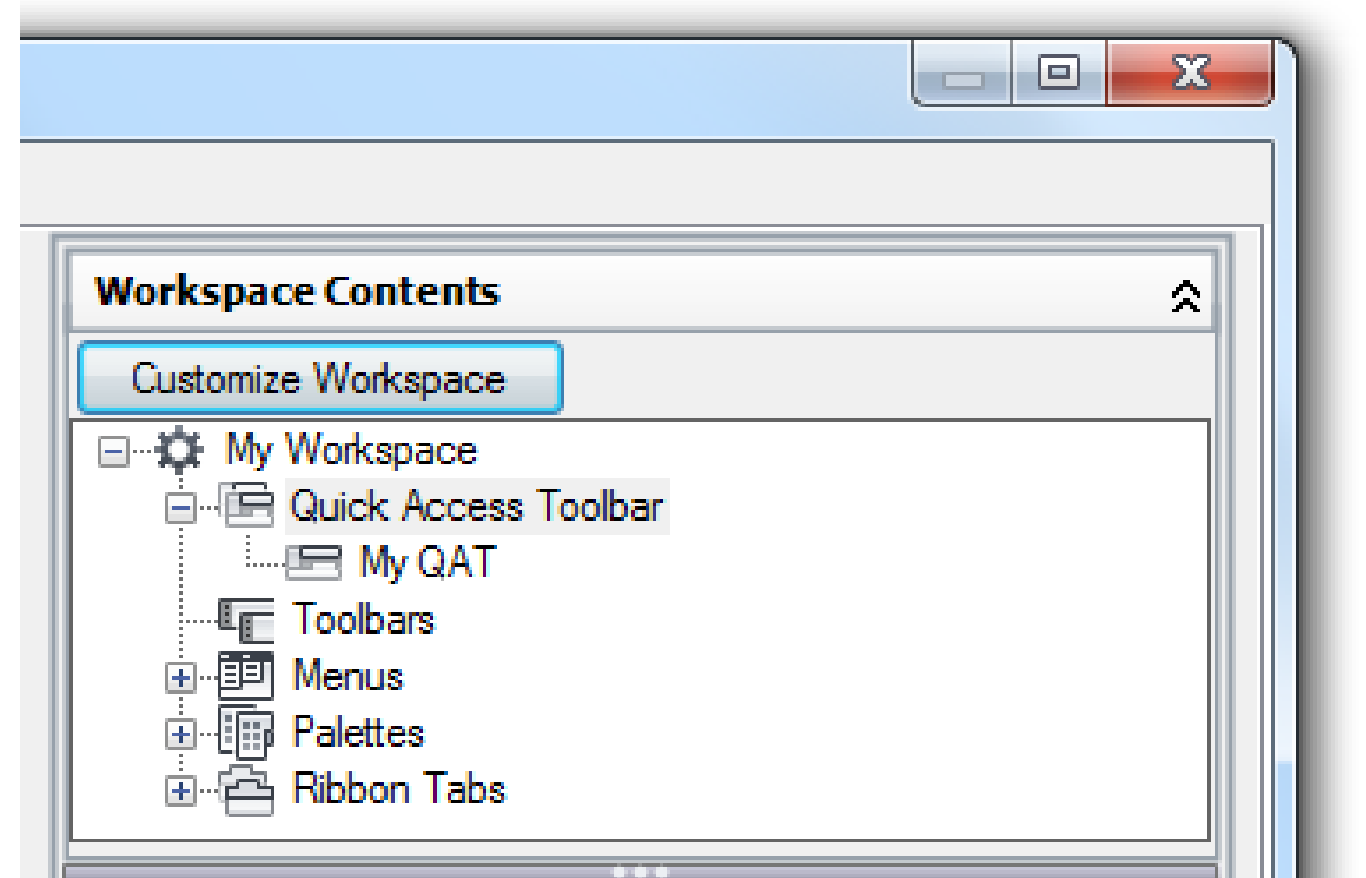 Workspace Contents
Customize Workspace
My Workspace
Quick Access Toolbar
My QAT
Toolbars
Menus
Palettes
Ribbon Tabs